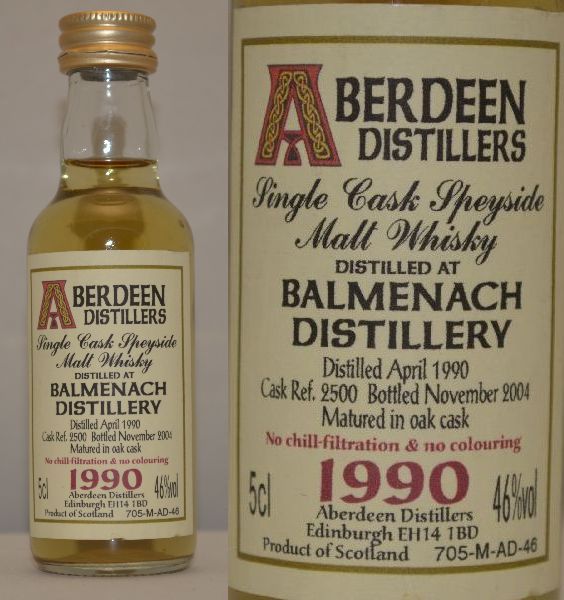 ABERDEEN
DISTILLERS
Single Cask Speyside
Malt Whisky
DISTILLED AT
BALMENACH
DISTILLERY
Distilled April 1990
Cask Ref. 2500 Bottled November 2004
Matured in oak cask
No chill-filtration & no colouring
5cl 1990 46%vol
Aberdeen Distillers
Edinburgh EH14 1BD
Product of Scotland 705-M-AD-46
ABERDEEN
DISTILLERS
Single Cask Speyside
Malt Whisky
DISTILLED AT
BALMENACH
DISTILLERY
Distilled April 1990
Cask Ref. 2500 Bottled November 2004
Matured in oak cask
No chill-filtration & no colouring
5cl 1990 46%vol
Aberdeen Distillers
Edinburgh EH14 1BD
Product of Scotland 705-M-AD-46